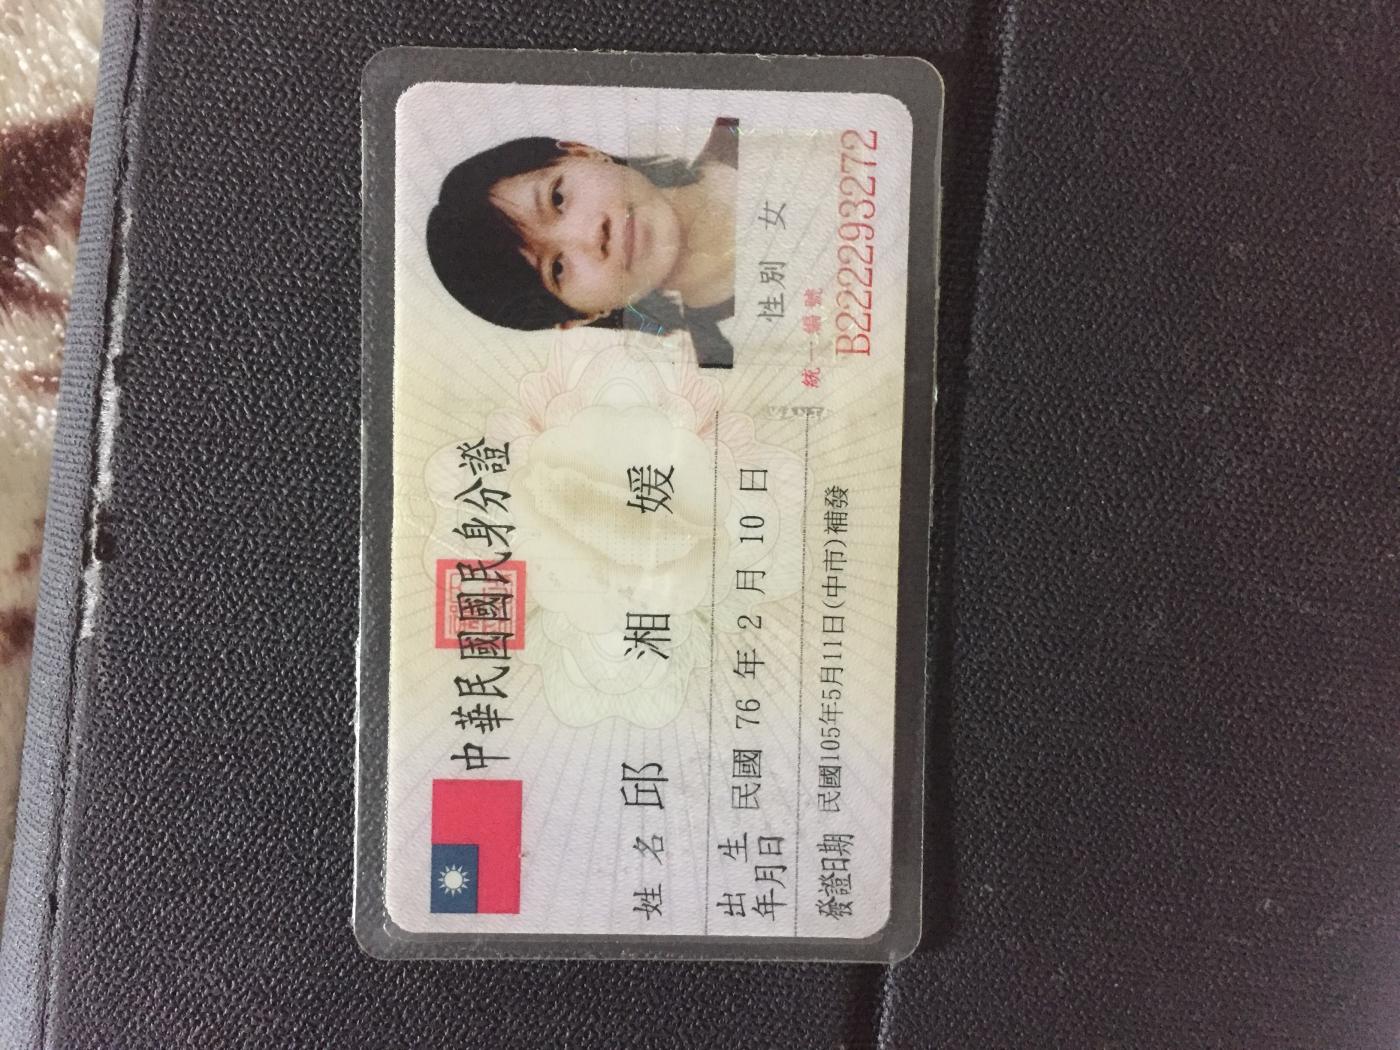 中華民國國民身分證
姓名 邱湘媛
出生年月日 民國 76 年 2 月 10 日
發證日期 民國105年5月11日(中市)補發
性別 女
統一編號
B222293272